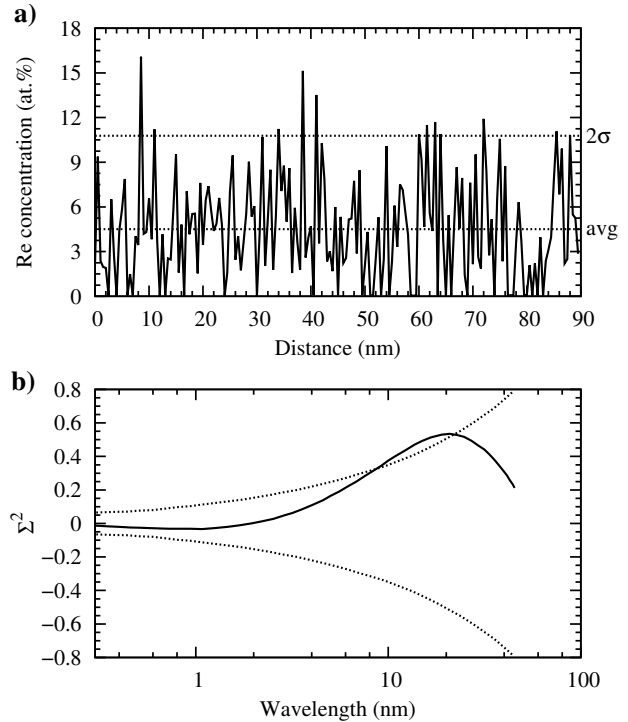 a)
18
15
12
9
6
3
0
Re concentration (at.%)
2σ
avg
0 10 20 30 40 50 60 70 80 90
Distance (nm)
b)
0.8
0.6
0.4
0.2
0
−0.2
−0.4
−0.6
−0.8
Σ²
1 10 100
Wavelength (nm)